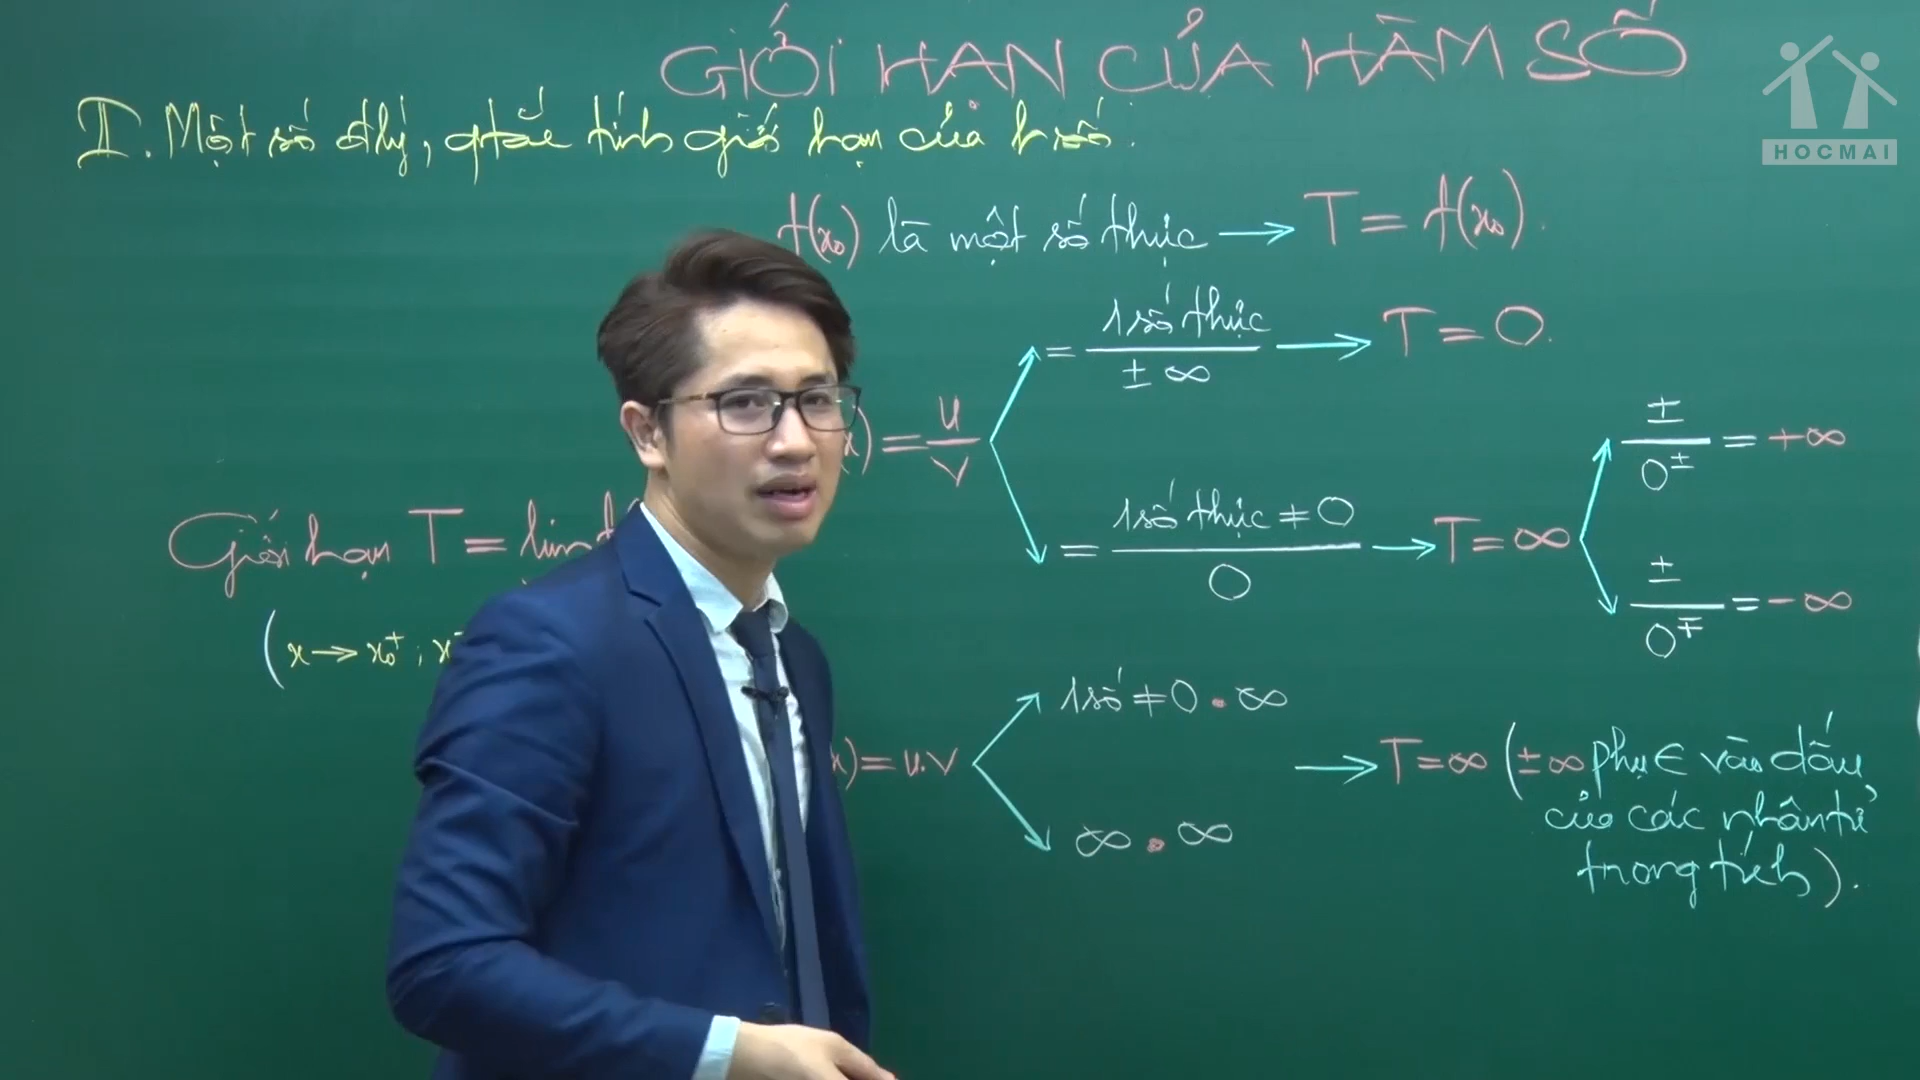 GIỚI HẠN CỦA HÀM SỐ
HOCMAI
II. Một số đlý, qtắc tính giới hạn của hsố.
f(x₀) là một số thực → T = f(x₀).
= 1 số thực / ± ∞ → T = 0.
x) = u / v
± / 0^± = +∞
Giới hạn T = lim f
= 1 số thực ≠ 0 / 0 → T = ∞
± / 0^∓ = -∞
(x → x₀⁺ ; x
1 số ≠ 0 . ∞
x) = u.v
→ T = ∞ (±∞ phụ ∈ vào dấu
của các nhân tử
trong tích).
∞ . ∞